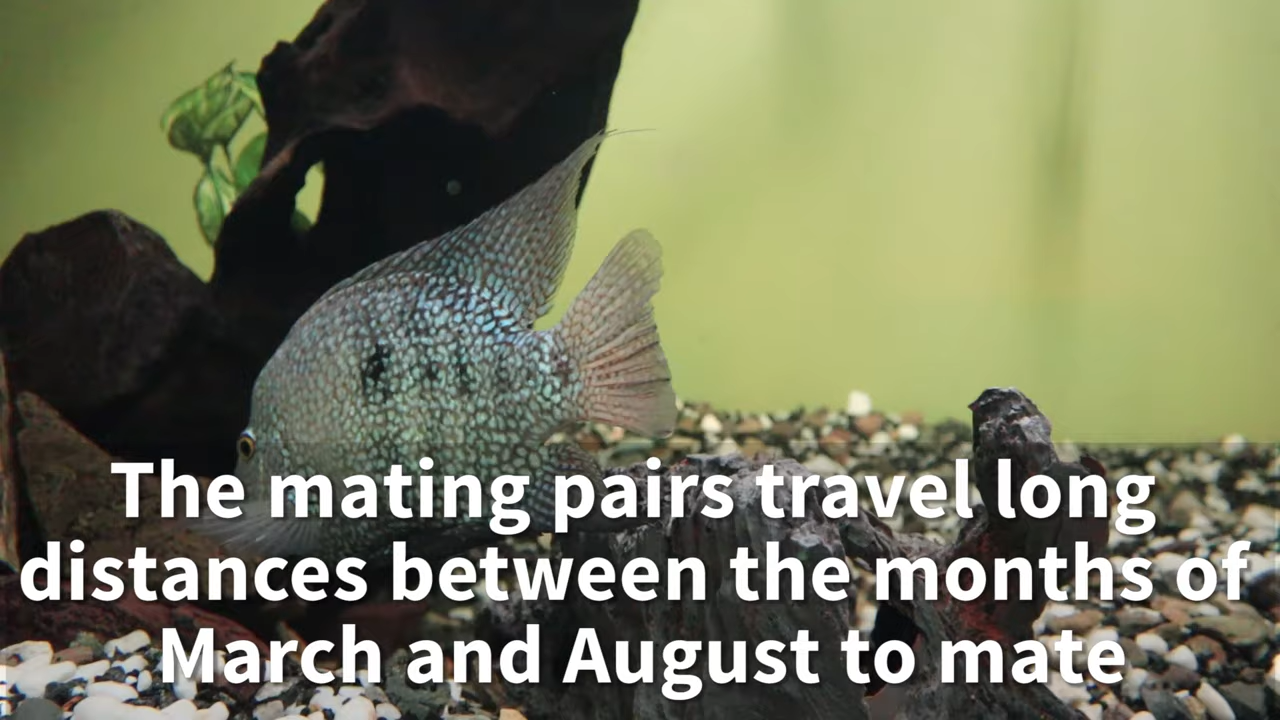 The mating pairs travel long
distances between the months of
March and August to mate